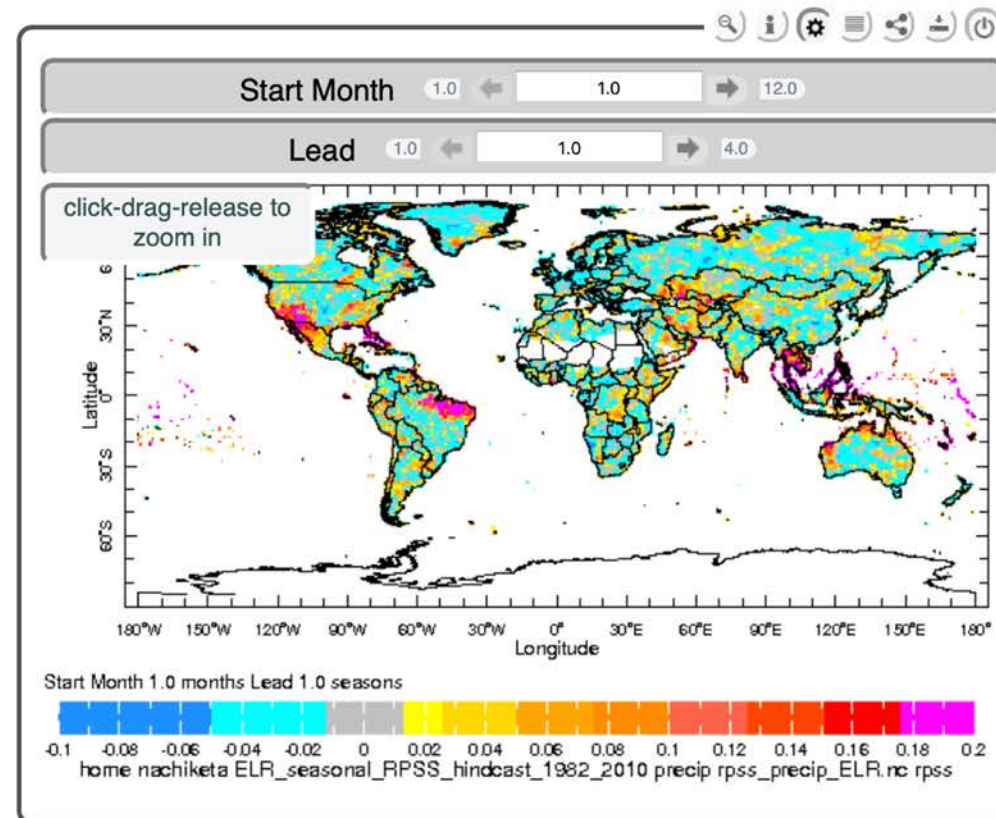 Start Month 1.0 1.0 12.0
Lead 1.0 1.0 4.0
click-drag-release to
zoom in
6
30°N
Latitude
0°
30°S
60°S
180°W 150°W 120°W 90°W 60°W 30°W 0° 30°E 60°E 90°E 120°E 150°E 180°
Longitude
Start Month 1.0 months Lead 1.0 seasons
-0.1 -0.08 -0.06 -0.04 -0.02 0 0.02 0.04 0.06 0.08 0.1 0.12 0.14 0.16 0.18 0.2
home nachiketa ELR_seasonal_RPSS_hindcast_1982_2010 precip rpss_precip_ELR.nc rpss